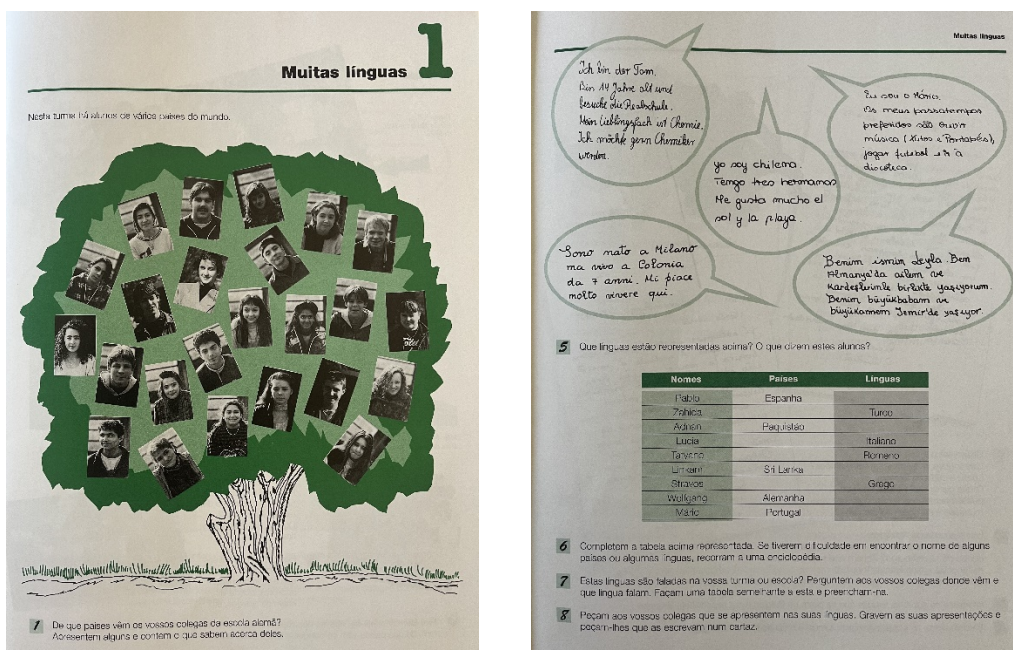 Muitas línguas 1
Nesta turma há alunos de vários países do mundo.
1 De que países vêm os vossos colegas da escola alemã?
Apresentem alguns e contem o que sabem acerca deles.
Muitas línguas
Ich bin der Tom.
Bin 14 Jahre alt und
besuche die Realschule.
Mein Lieblingsfach ist Chemie.
Ich möchte gern Chemiker
werden.
Eu sou o Mário.
Os meus passatempos
preferidos são ouvir
música (Xutos e Pontapés),
jogar futebol e ir à
discoteca.
yo soy chilena.
Tengo tres hermanos
Me gusta mucho el
sol y la playa.
Sono nato a Milano
ma vivo a Colonia
da 7 anni. Mi piace
molto vivere qui.
Benim ismim Leyla. Ben
Almanya'da ailem ve
kardeşlerimle birlikte yaşıyorum.
Benim büyükbabam ve
büyükannem İzmir'de yaşıyor.
5 Que línguas estão representadas acima? O que dizem estes alunos?
Nomes Países Línguas
Pablo Espanha
Zahida Turco
Adnan Paquistão
Lucia Italiano
Tatyana Romeno
Sri Lanka
Stravos Grego
Wolfgang Alemanha
Mário Portugal
6 Completem a tabela acima representada. Se tiverem dificuldade em encontrar o nome de alguns
países ou algumas línguas, recorram a uma enciclopédia.
7 Estas línguas são faladas na vossa turma ou escola? Perguntem aos vossos colegas donde vêm e
que língua falam. Façam uma tabela semelhante a esta e preencham-na.
8 Peçam aos vossos colegas que se apresentem nas suas línguas. Gravem as suas apresentações e
peçam-lhes que as escrevam num cartaz.